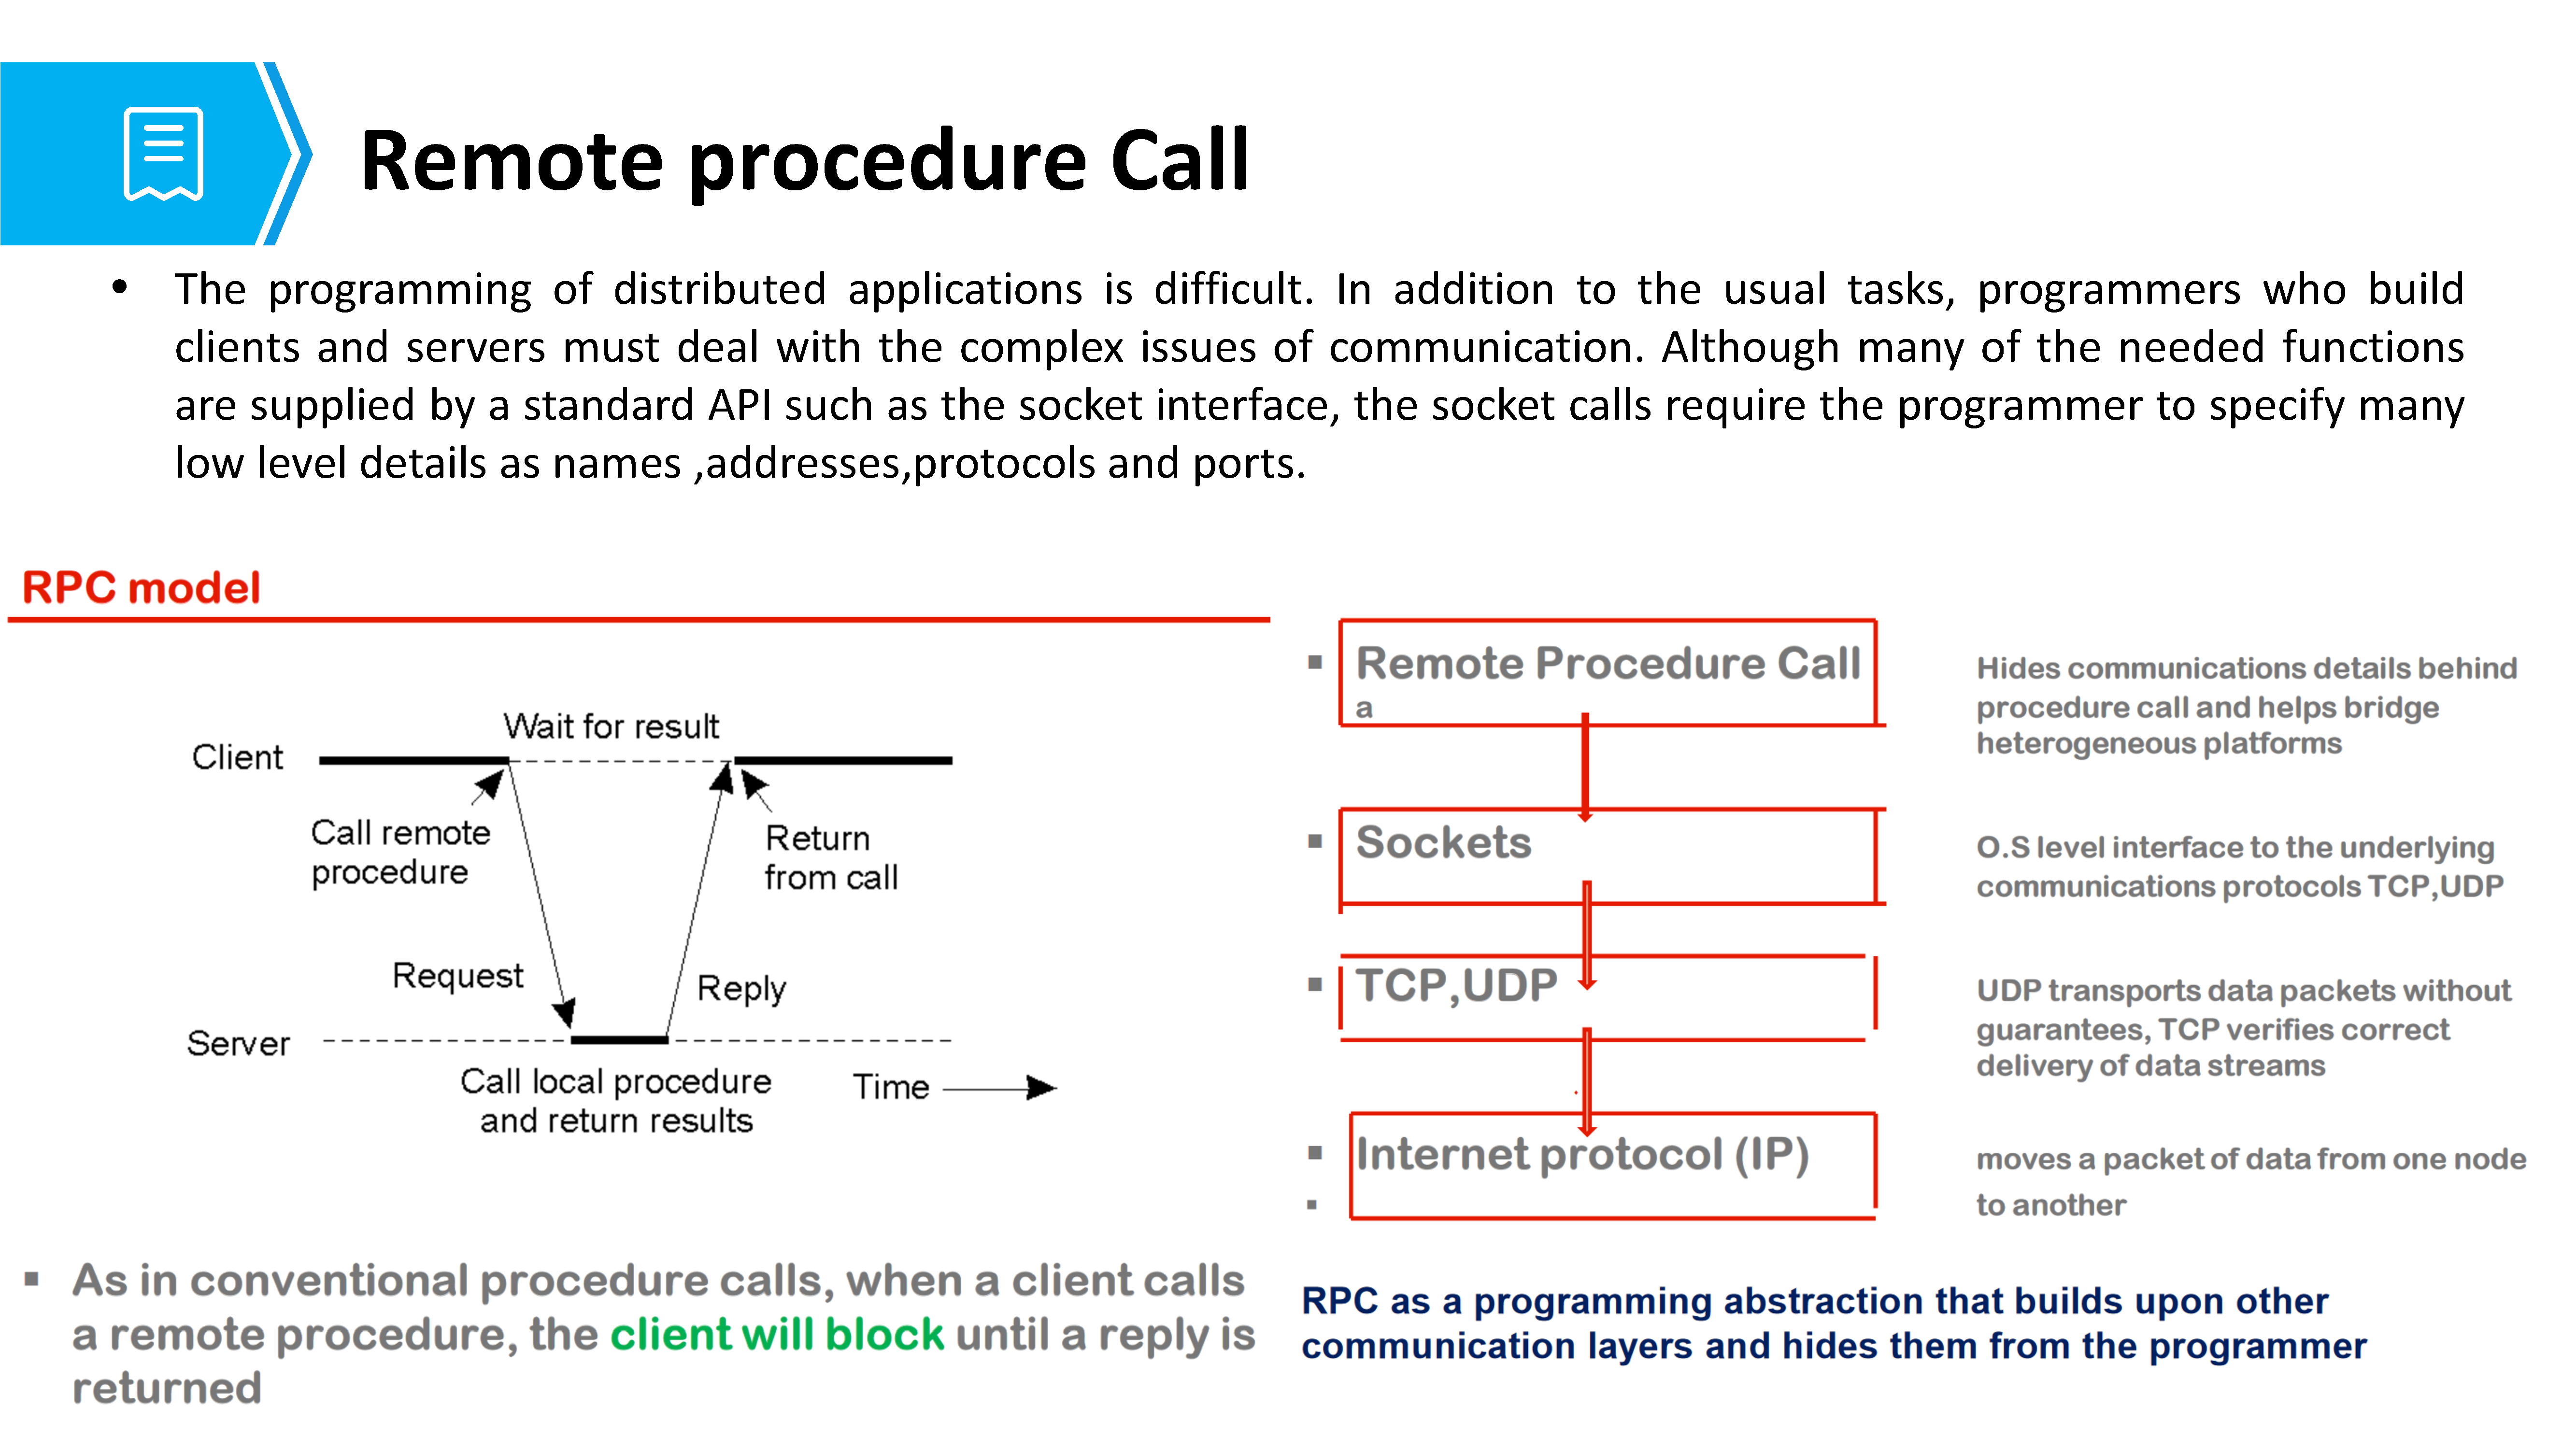 Remote procedure Call
• The programming of distributed applications is difficult. In addition to the usual tasks, programmers who build
clients and servers must deal with the complex issues of communication. Although many of the needed functions
are supplied by a standard API such as the socket interface, the socket calls require the programmer to specify many
low level details as names ,addresses,protocols and ports.
RPC model
Wait for result
Client
Call remote
procedure
Return
from call
Request
Reply
Server
Call local procedure
and return results
Time
▪ As in conventional procedure calls, when a client calls
a remote procedure, the client will block until a reply is
returned
▪ Remote Procedure Call
a
Hides communications details behind
procedure call and helps bridge
heterogeneous platforms
▪ Sockets
O.S level interface to the underlying
communications protocols TCP,UDP
▪ TCP,UDP
UDP transports data packets without
guarantees, TCP verifies correct
delivery of data streams
▪ Internet protocol (IP)
▪
moves a packet of data from one node
to another
RPC as a programming abstraction that builds upon other
communication layers and hides them from the programmer